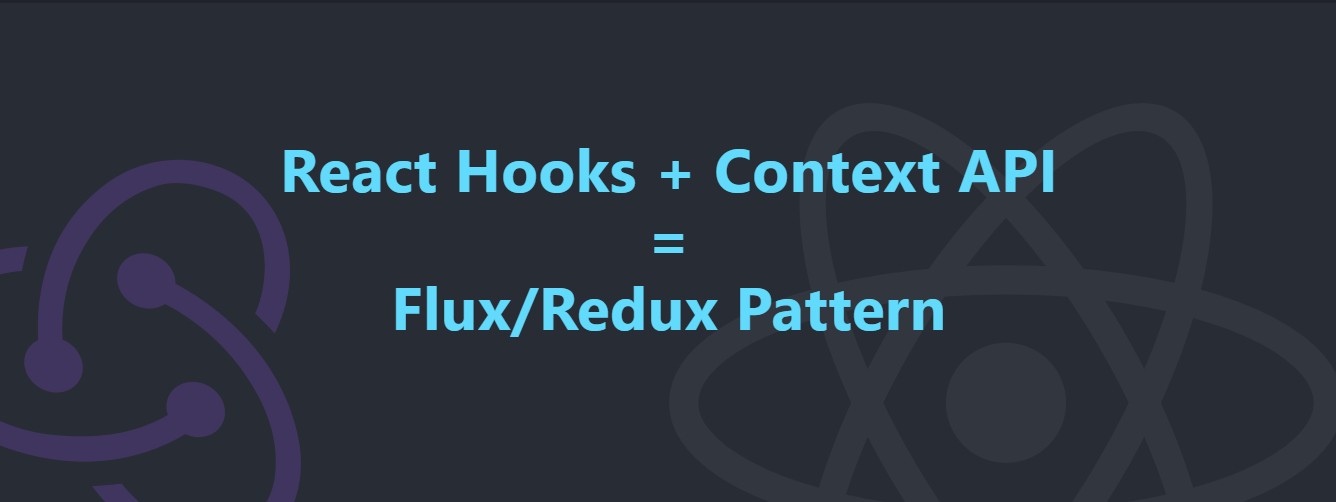 React Hooks + Context API
=
Flux/Redux Pattern